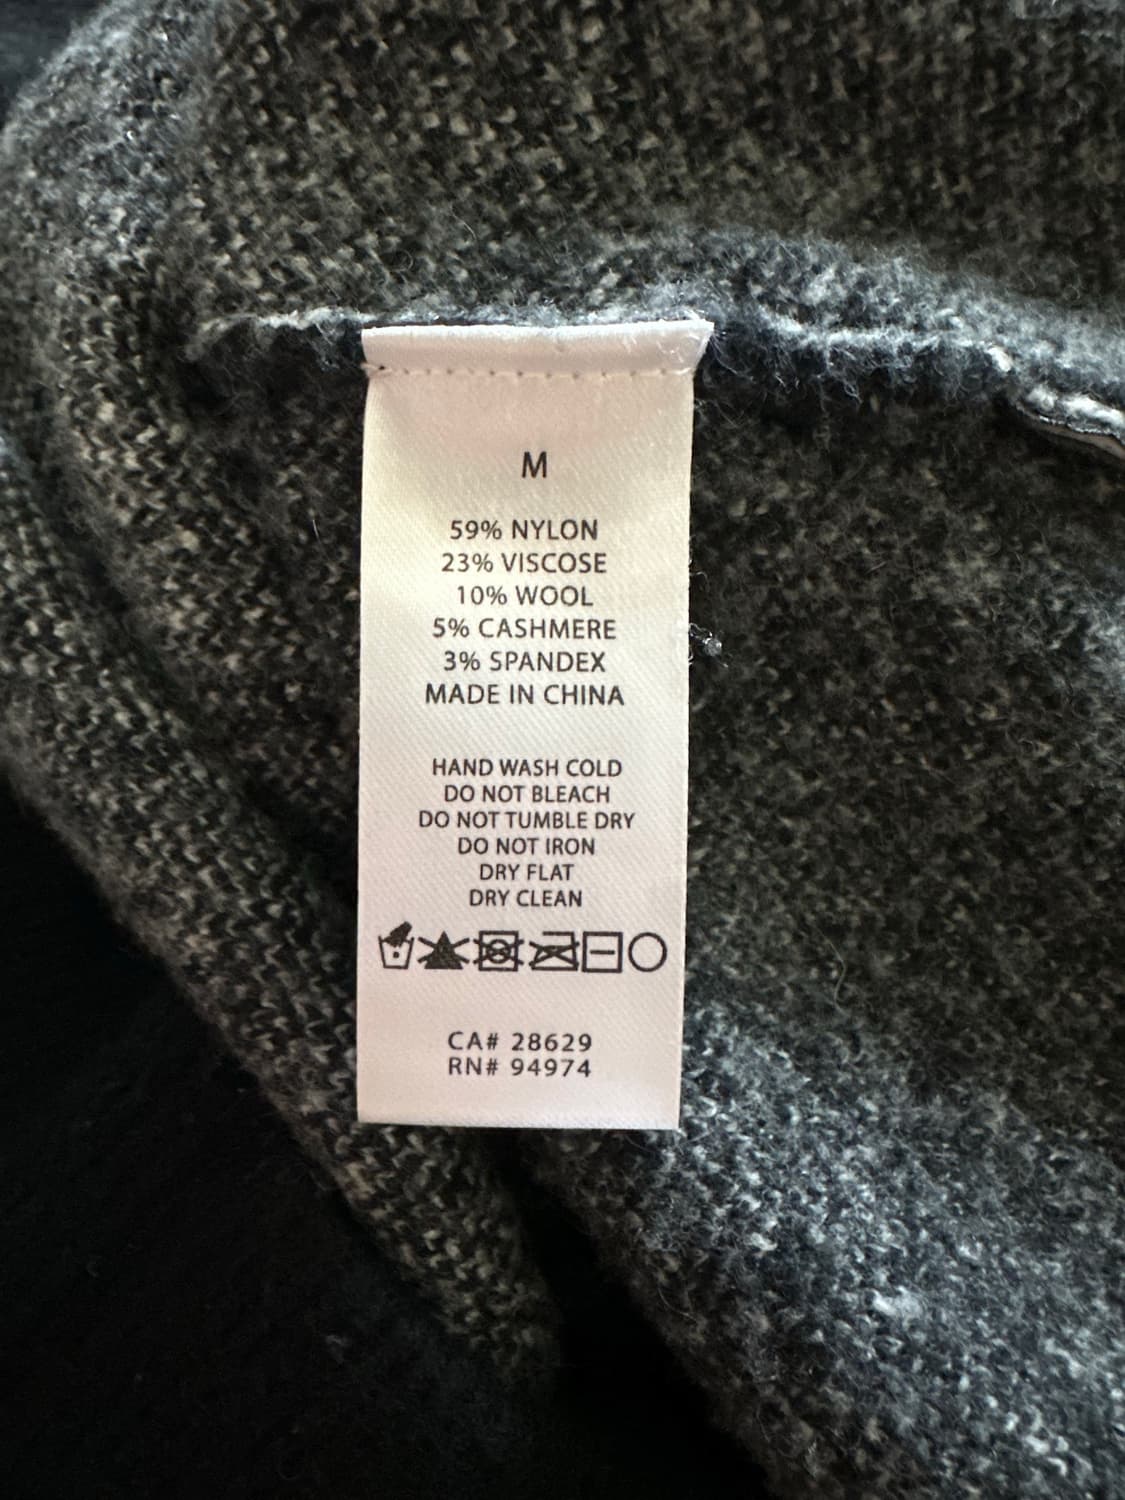 M
59% NYLON
23% VISCOSE
10% WOOL
5% CASHMERE
3% SPANDEX
MADE IN CHINA
HAND WASH COLD
DO NOT BLEACH
DO NOT TUMBLE DRY
DO NOT IRON
DRY FLAT
DRY CLEAN
CA# 28629
RN# 94974